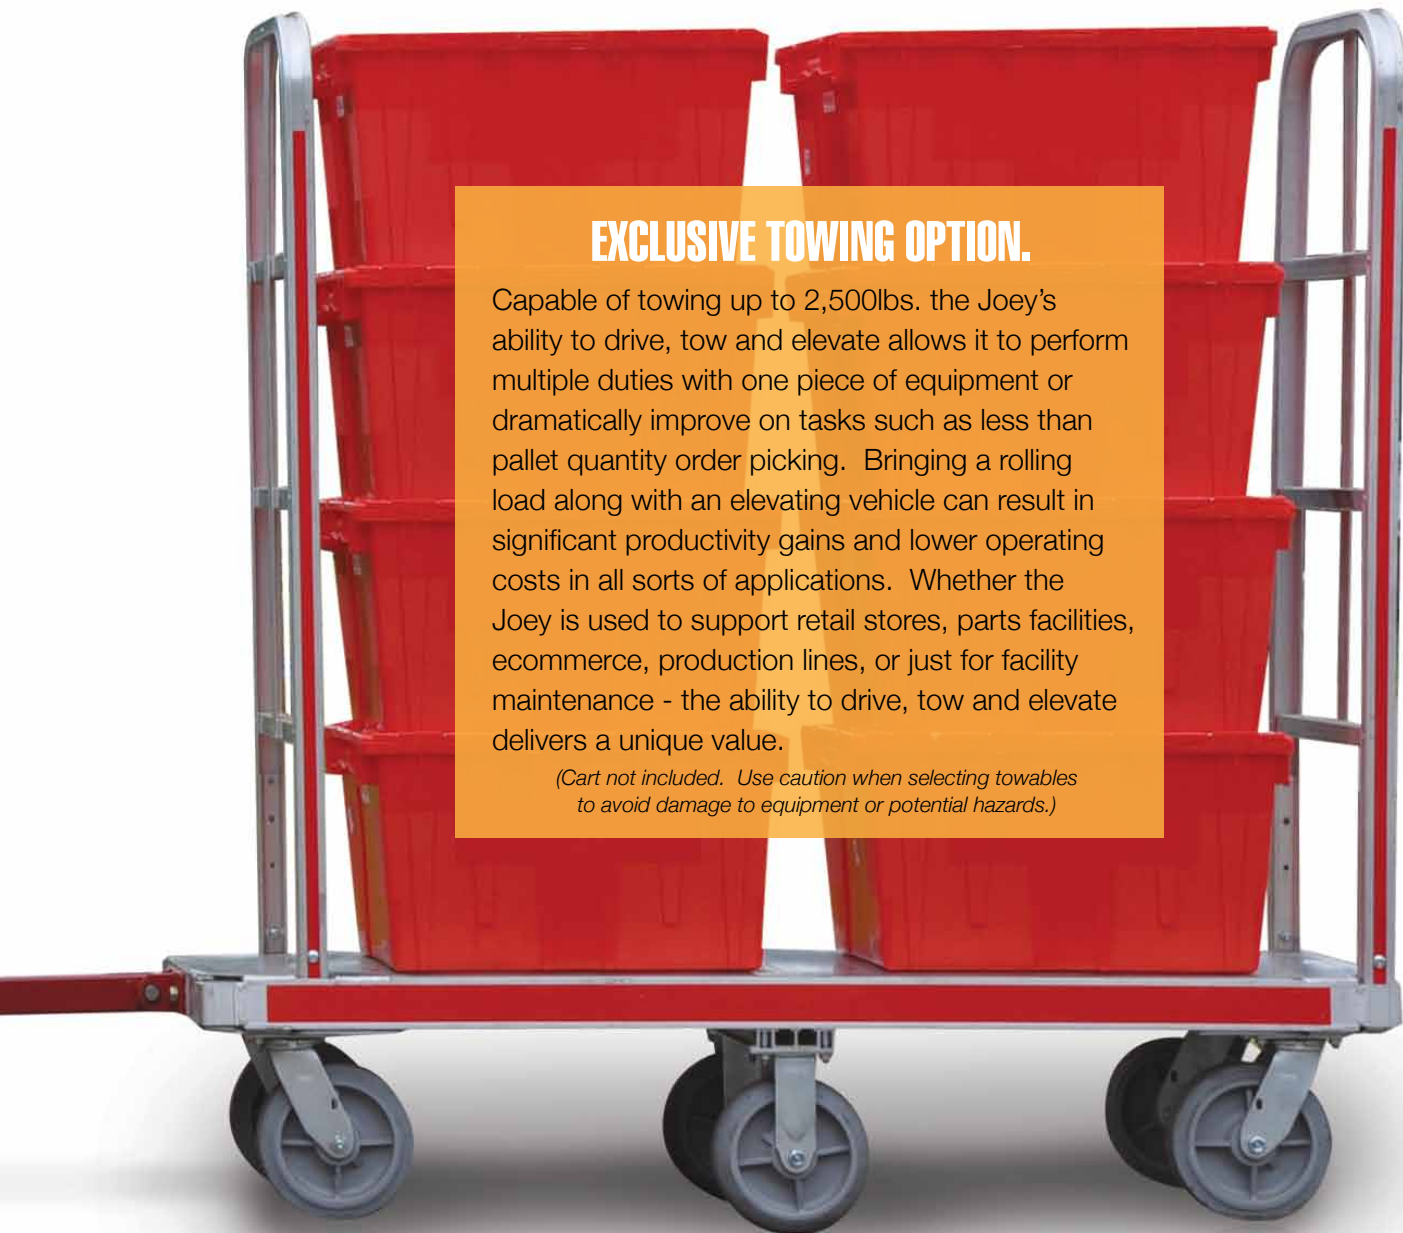 EXCLUSIVE TOWING OPTION.
Capable of towing up to 2,500lbs. the Joey’s
ability to drive, tow and elevate allows it to perform
multiple duties with one piece of equipment or
dramatically improve on tasks such as less than
pallet quantity order picking.  Bringing a rolling
load along with an elevating vehicle can result in
significant productivity gains and lower operating
costs in all sorts of applications.  Whether the
Joey is used to support retail stores, parts facilities,
ecommerce, production lines, or just for facility
maintenance - the ability to drive, tow and elevate
delivers a unique value.
(Cart not included.  Use caution when selecting towables
to avoid damage to equipment or potential hazards.)